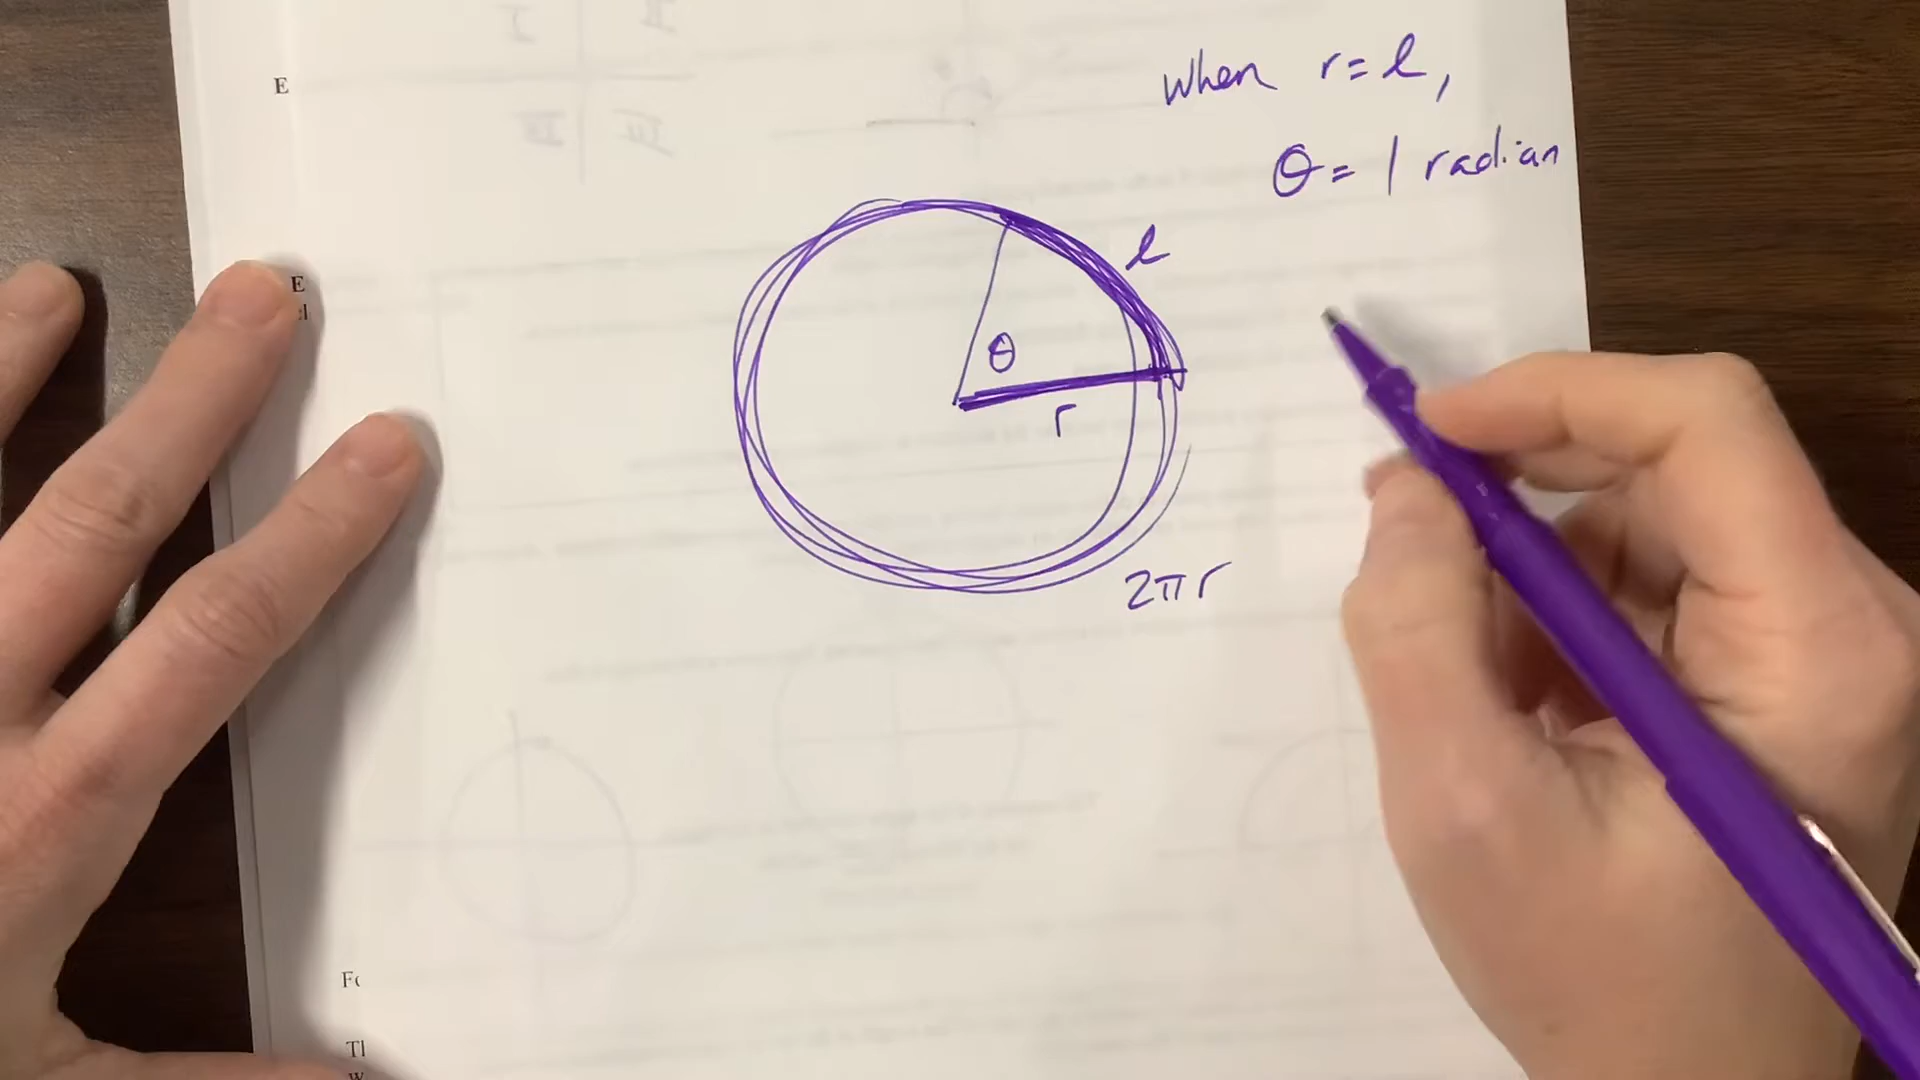 when r = l,
θ = 1 radian
l
θ
r
2πr
E
E